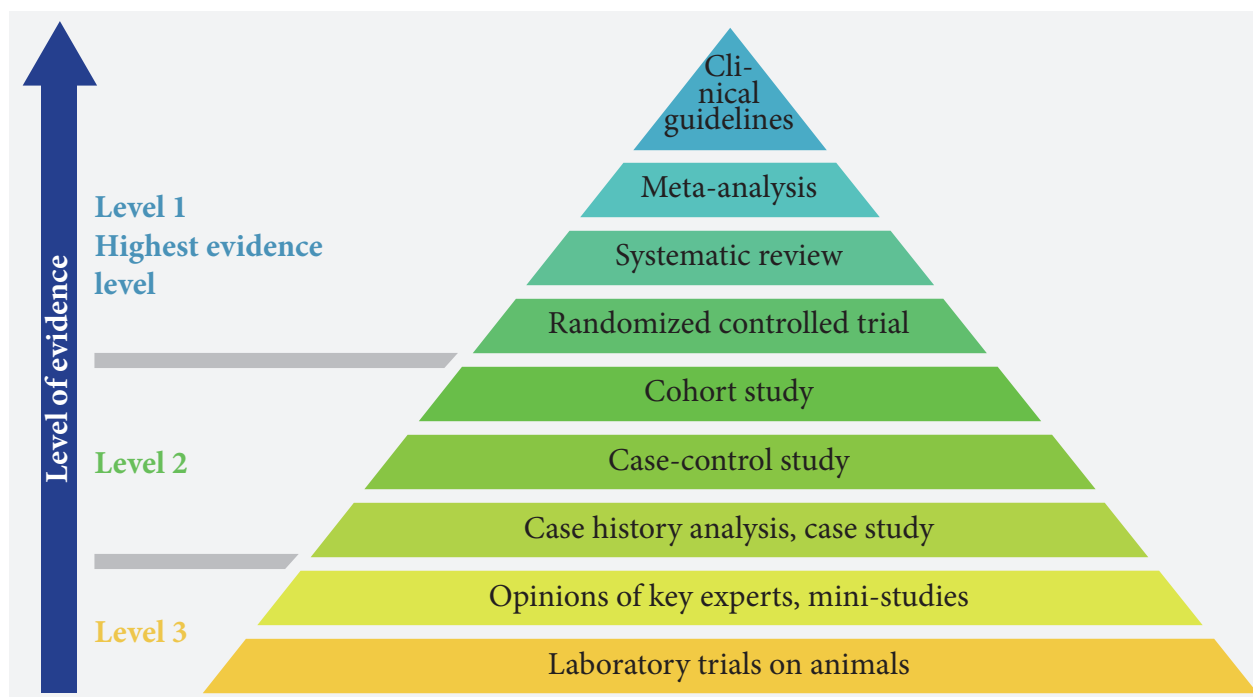 Level of evidence
Level 1
Highest evidence
level
Level 2
Level 3
Cli-
nical
guidelines
Meta-analysis
Systematic review
Randomized controlled trial
Cohort study
Case-control study
Case history analysis, case study
Opinions of key experts, mini-studies
Laboratory trials on animals